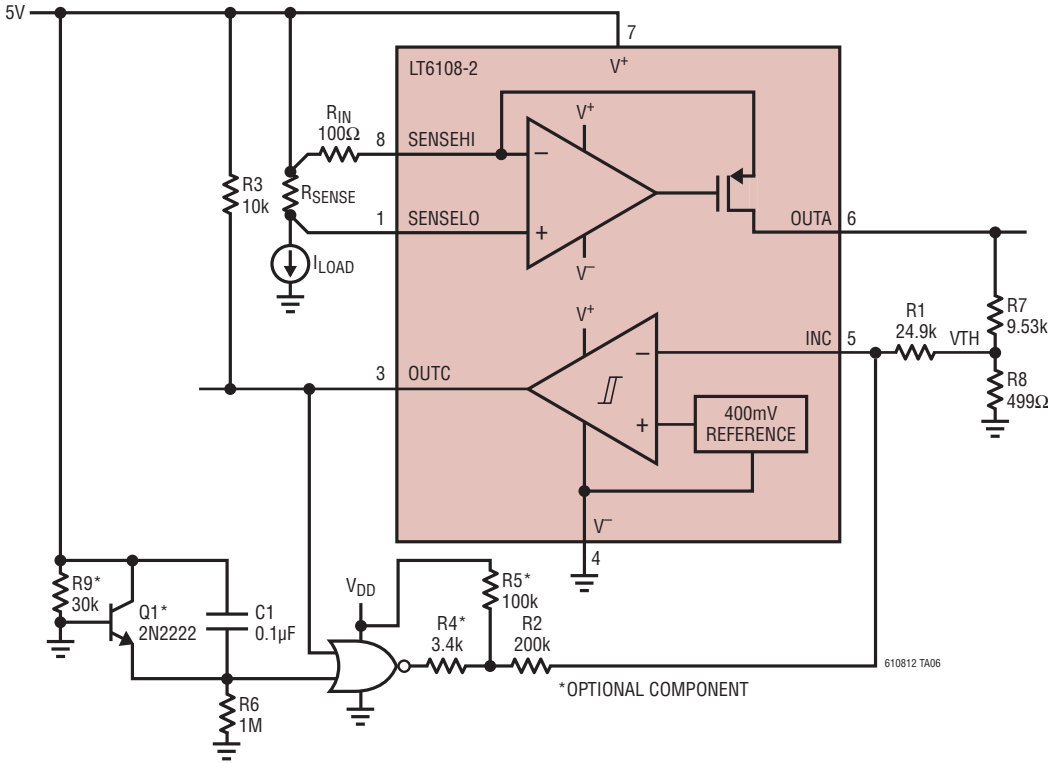 5V
7
LT6108-2
V+
RIN
100Ω
8
SENSEHI
V+
−
R3
10k
RSENSE
1
SENSELO
+
OUTA
6
ILOAD
V−
V+
R7
9.53k
R1
24.9k
INC
5
VTH
−
3
OUTC
R8
499Ω
400mV
REFERENCE
+
V−
4
R9*
30k
Q1*
2N2222
C1
0.1µF
VDD
R5*
100k
R4*
3.4k
R2
200k
610812 TA06
*OPTIONAL COMPONENT
R6
1M